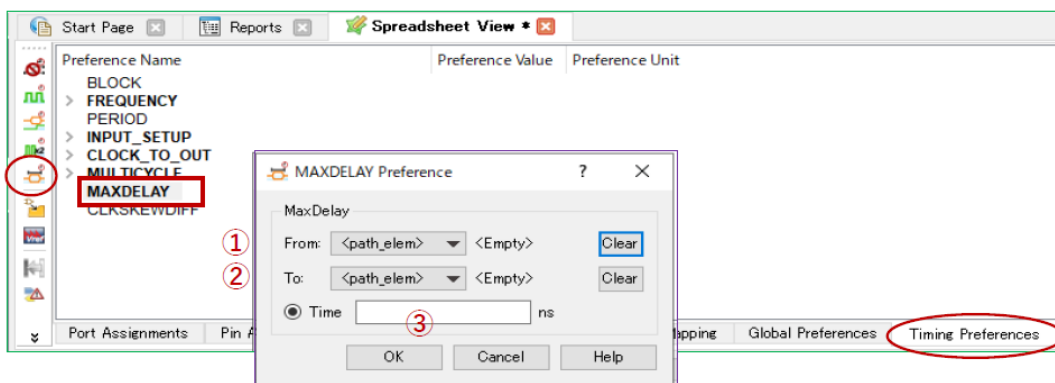 Start Page Reports Spreadsheet View *
Preference Name Preference Value Preference Unit
BLOCK
FREQUENCY
PERIOD
INPUT_SETUP
CLOCK_TO_OUT
MULTICYCLE
MAXDELAY
CLKSKEWDIFF
MAXDELAY Preference ? ×
MaxDelay
① From: <path_elem> <Empty> Clear
② To: <path_elem> <Empty> Clear
Time ③ ns
OK Cancel Help
Port Assignments Pin Mapping Global Preferences Timing Preferences